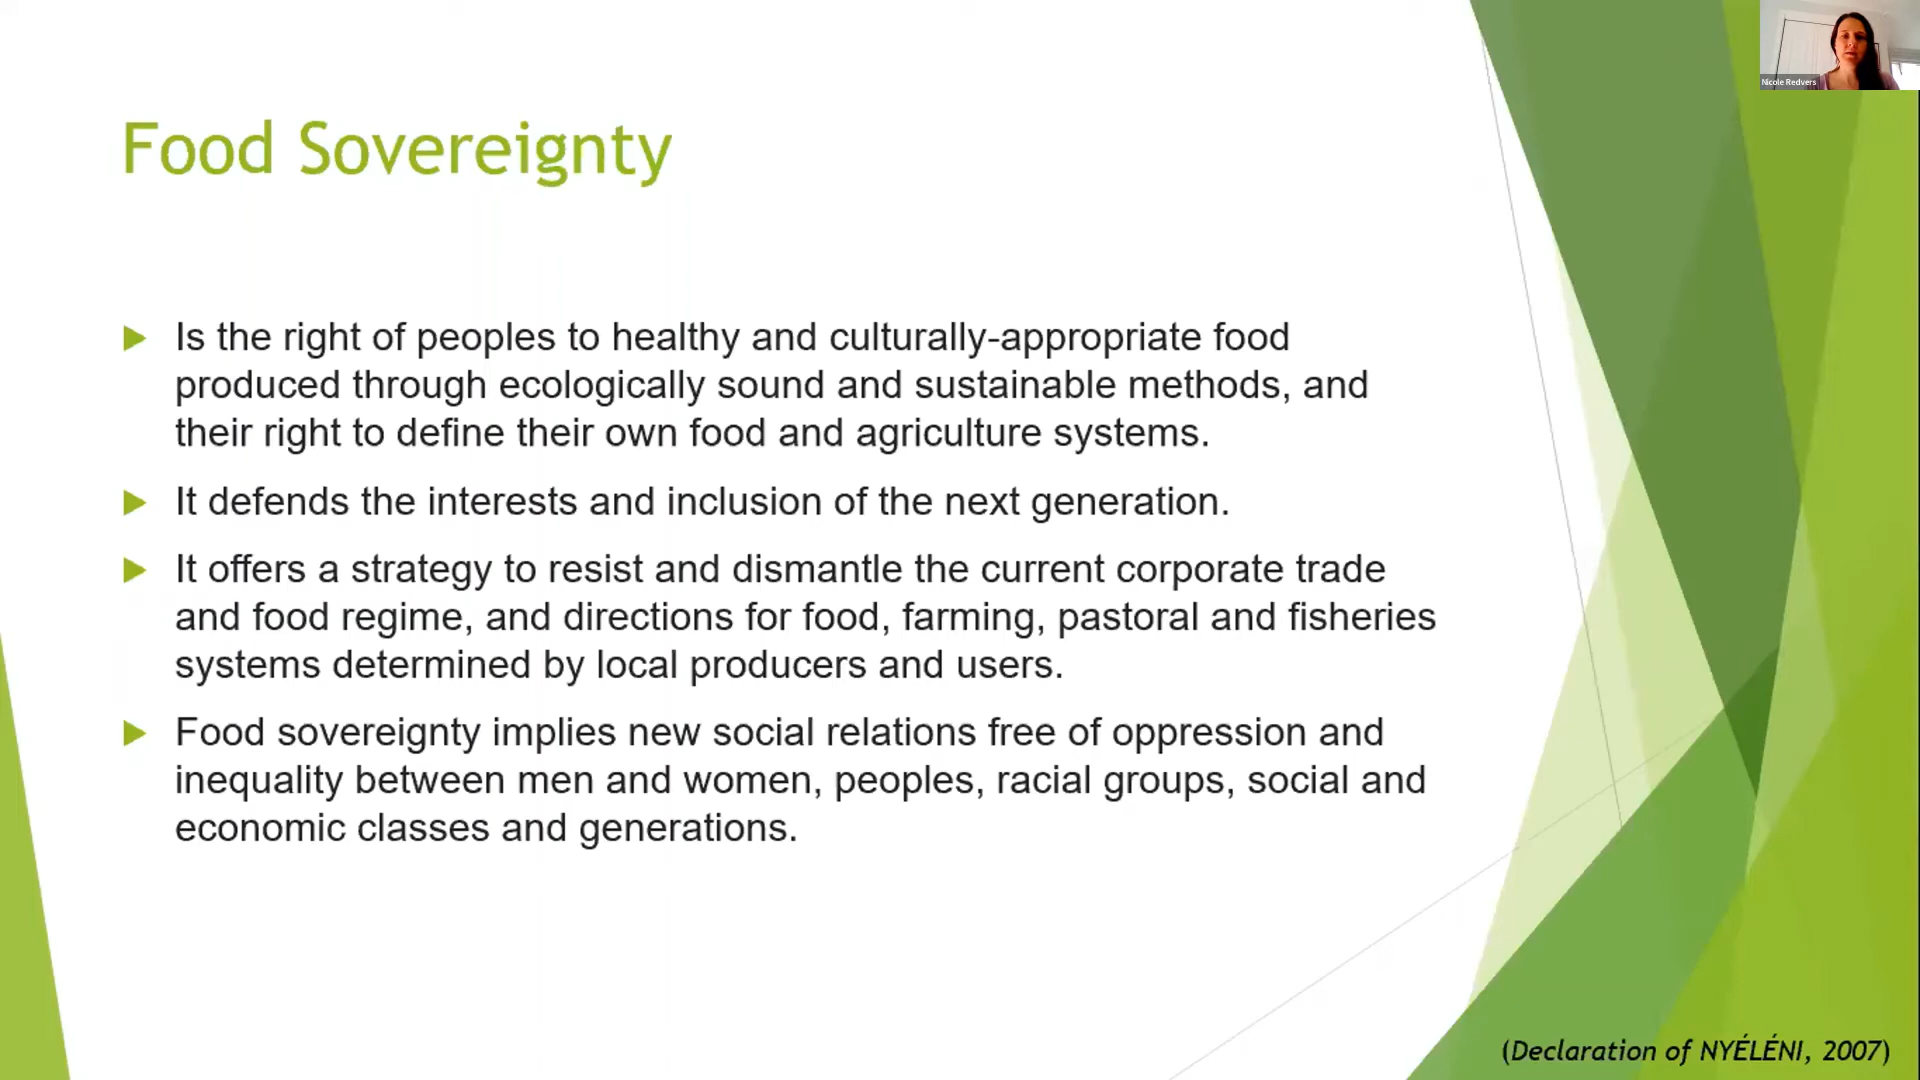 Nicole Redvers
Food Sovereignty
Is the right of peoples to healthy and culturally-appropriate food
produced through ecologically sound and sustainable methods, and
their right to define their own food and agriculture systems.
It defends the interests and inclusion of the next generation.
It offers a strategy to resist and dismantle the current corporate trade
and food regime, and directions for food, farming, pastoral and fisheries
systems determined by local producers and users.
Food sovereignty implies new social relations free of oppression and
inequality between men and women, peoples, racial groups, social and
economic classes and generations.
(Declaration of NYÉLÉNI, 2007)